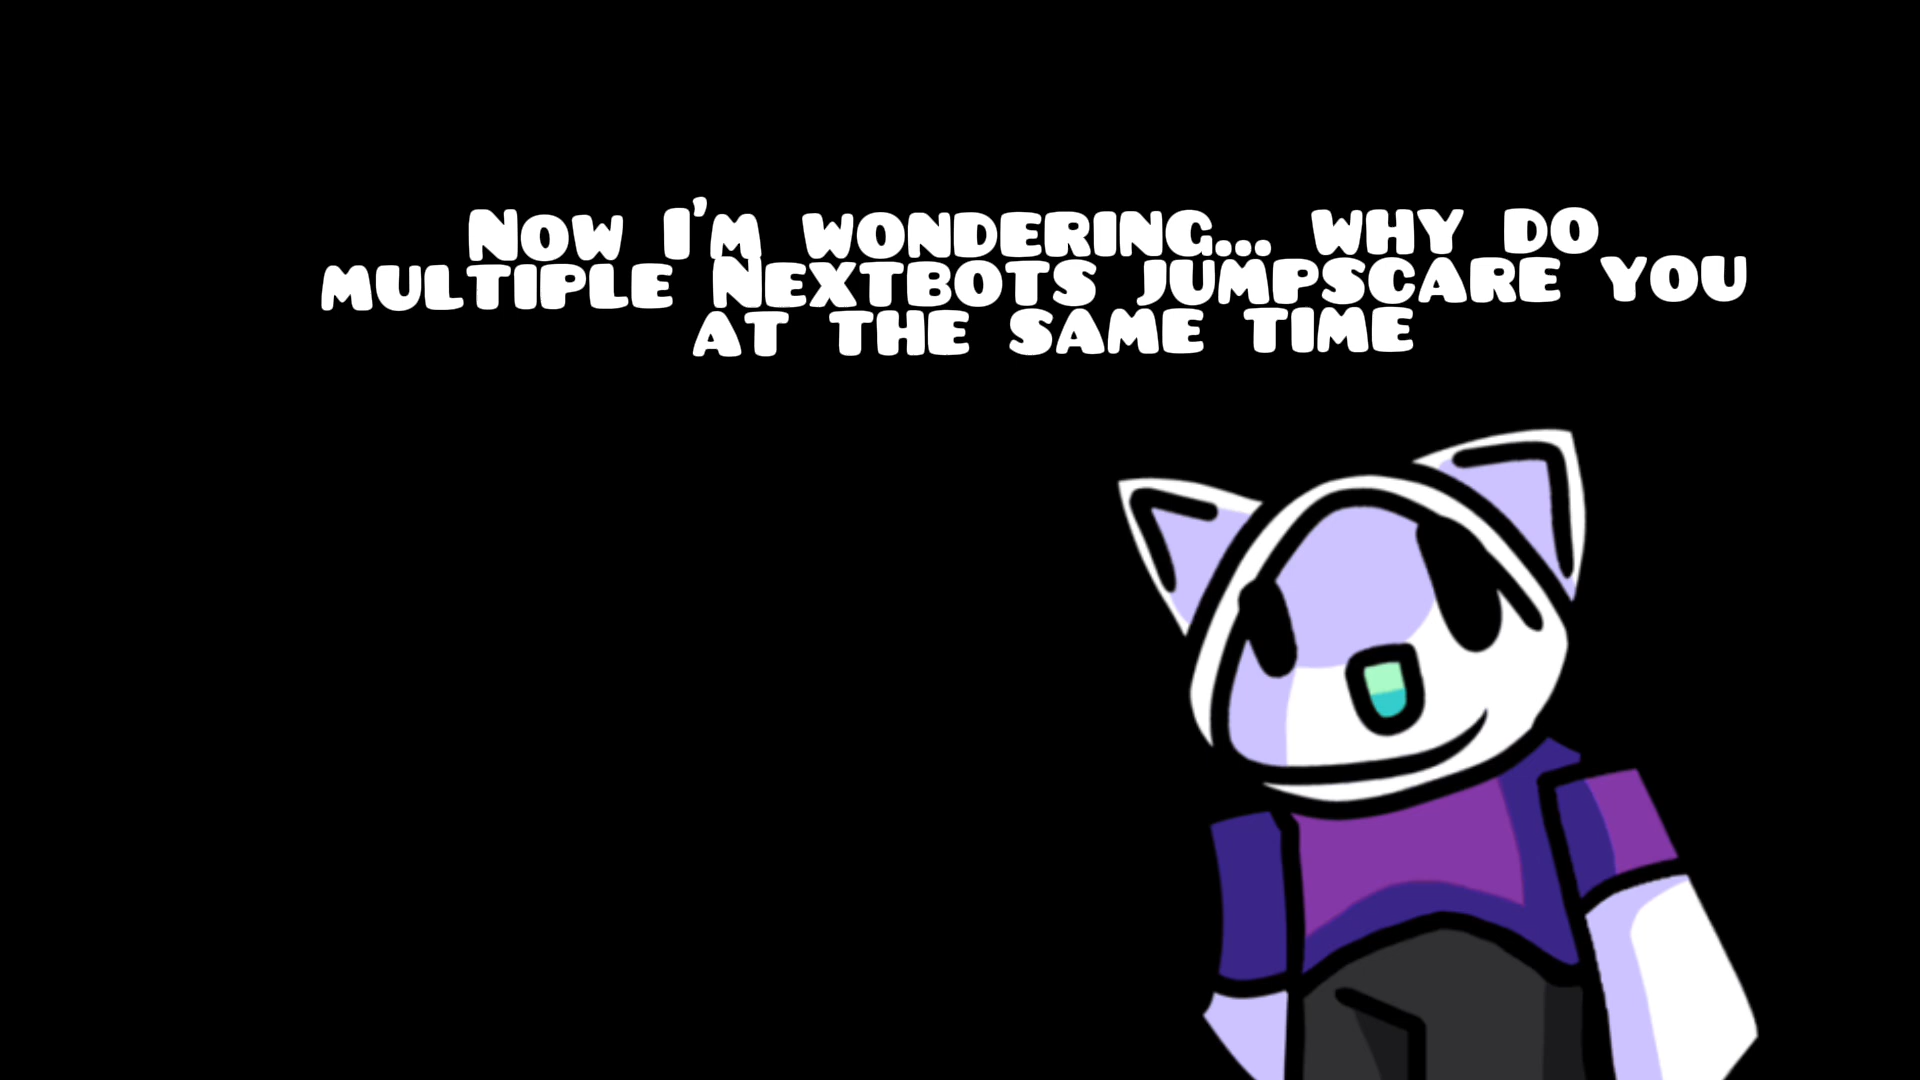 Now I'm wondering... why do
multiple Nextbots jumpscare you
at the same time